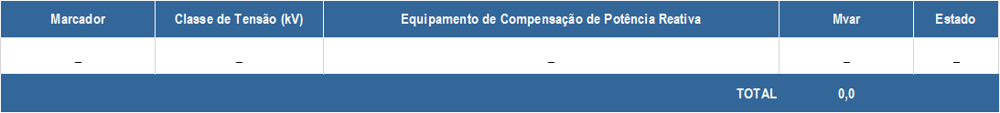 Marcador Classe de Tensão (kV) Equipamento de Compensação de Potência Reativa Mvar Estado
– – – – –
TOTAL 0,0